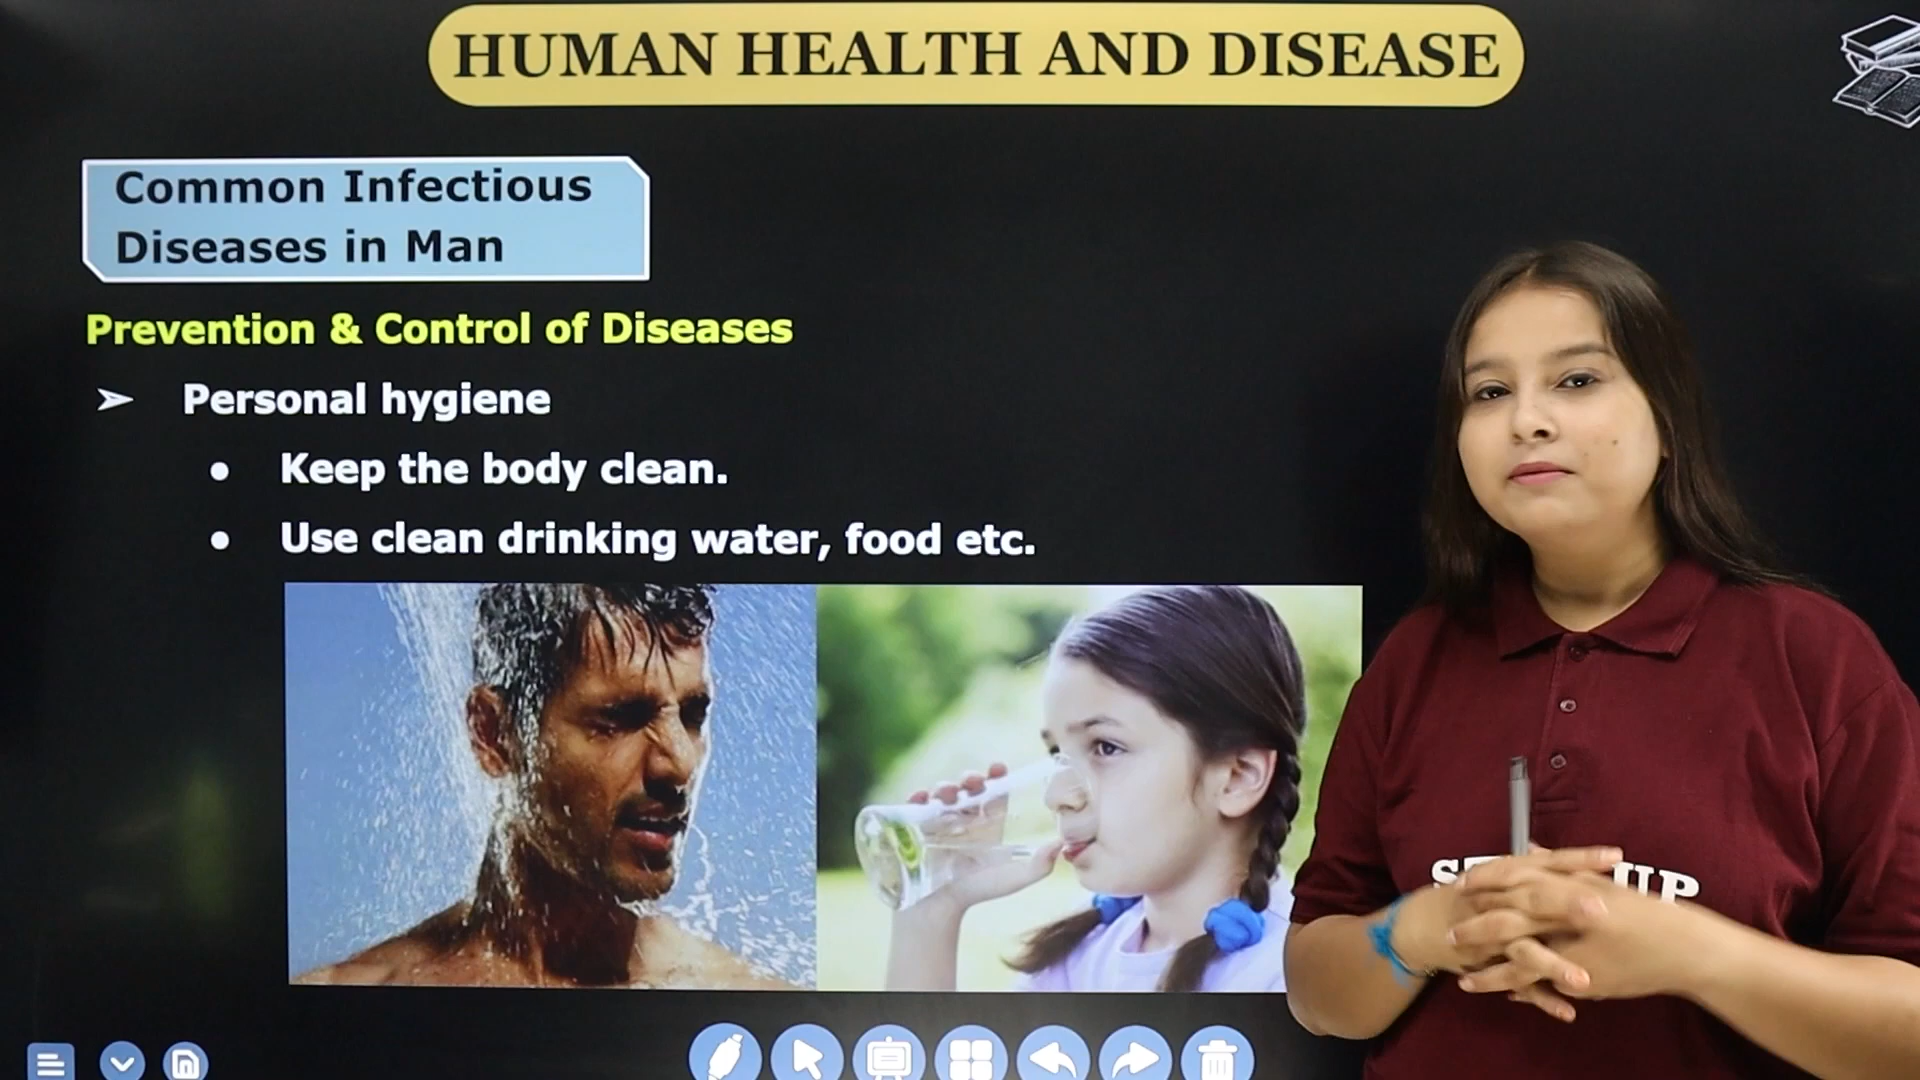 HUMAN HEALTH AND DISEASE
Common Infectious
Diseases in Man
Prevention & Control of Diseases
➢ Personal hygiene
• Keep the body clean.
• Use clean drinking water, food etc.
UP